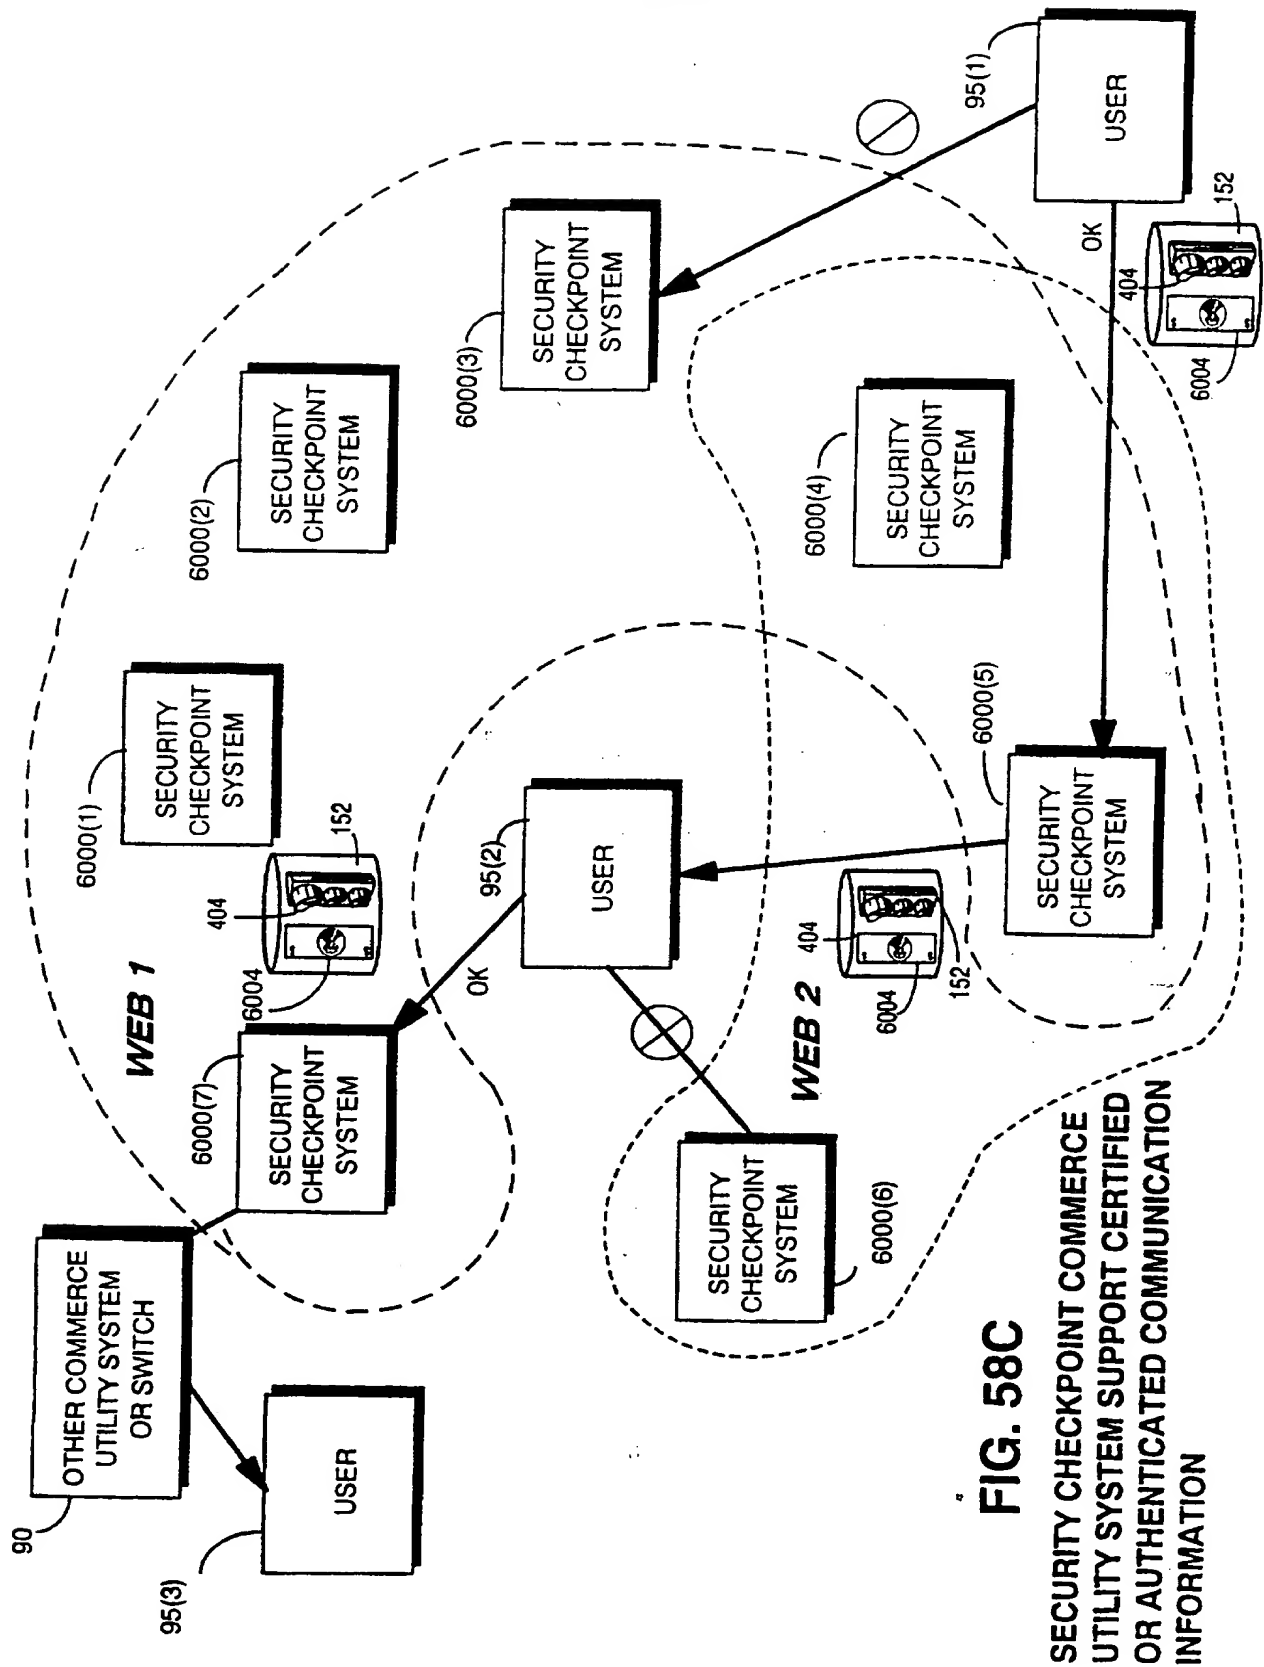 90
OTHER COMMERCE
UTILITY SYSTEM
OR SWITCH
95(3)
USER
WEB 1
6000(7)
SECURITY
CHECKPOINT
SYSTEM
6000(1)
SECURITY
CHECKPOINT
SYSTEM
404
152
6004
6000(2)
SECURITY
CHECKPOINT
SYSTEM
6000(3)
SECURITY
CHECKPOINT
SYSTEM
OK
95(2)
USER
6000(4)
SECURITY
CHECKPOINT
SYSTEM
95(1)
USER
OK
404
152
6004
WEB 2
6000(6)
SECURITY
CHECKPOINT
SYSTEM
404
6004
152
6000(5)
SECURITY
CHECKPOINT
SYSTEM
FIG. 58C
SECURITY CHECKPOINT COMMERCE
UTILITY SYSTEM SUPPORT CERTIFIED
OR AUTHENTICATED COMMUNICATION
INFORMATION